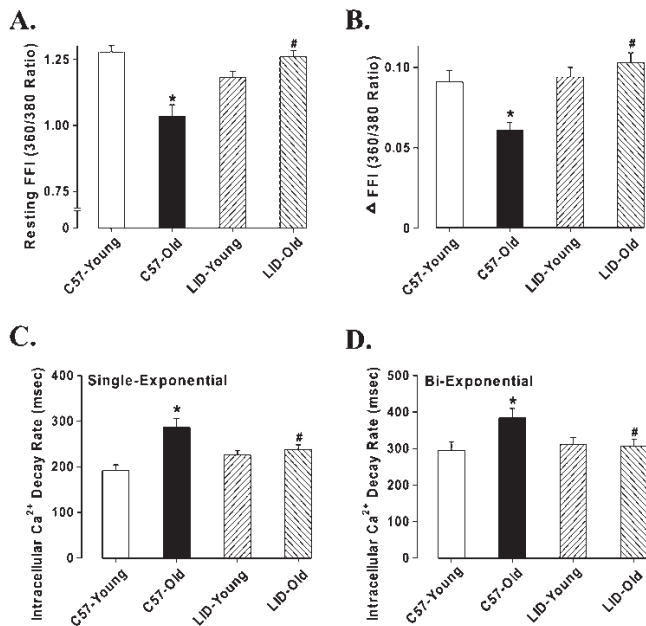 A.
Resting FFI (360/380 Ratio)
1.25
1.00
0.75
0
*
#
C57-Young
C57-Old
LID-Young
LID-Old
B.
Δ FFI (360/380 Ratio)
0.10
0.05
0
*
#
C57-Young
C57-Old
LID-Young
LID-Old
C.
Single-Exponential
Intracellular Ca²⁺ Decay Rate (msec)
400
300
200
100
0
*
#
C57-Young
C57-Old
LID-Young
LID-Old
D.
Bi-Exponential
Intracellular Ca²⁺ Decay Rate (msec)
500
400
300
200
100
0
*
#
C57-Young
C57-Old
LID-Young
LID-Old